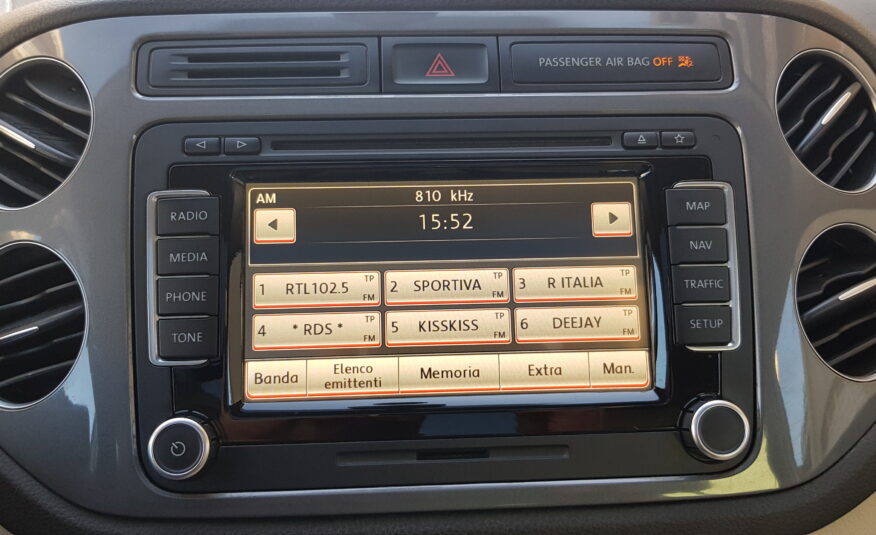 PASSENGER AIR BAG OFF
RADIO
MEDIA
PHONE
TONE
AM
810 kHz
15:52
1 RTL102.5 TP FM
2 SPORTIVA TP FM
3 R ITALIA TP FM
4 * RDS * TP FM
5 KISSKISS TP FM
6 DEEJAY TP FM
Banda
Elenco
emittenti
Memoria
Extra
Man.
MAP
NAV
TRAFFIC
SETUP